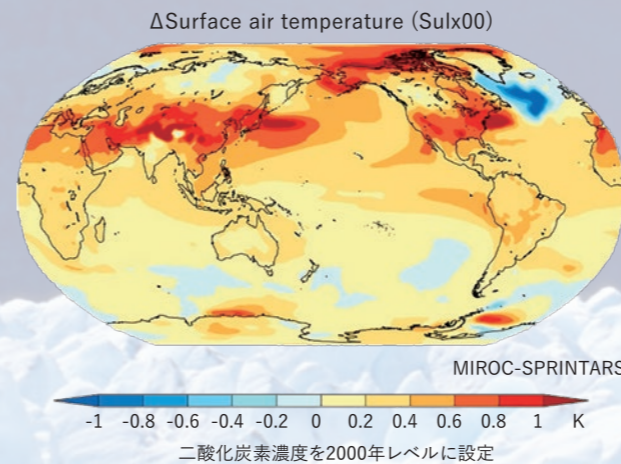 ΔSurface air temperature (Sulx00)
MIROC-SPRINTARS
-1 -0.8 -0.6 -0.4 -0.2 0 0.2 0.4 0.6 0.8 1 K
二酸化炭素濃度を2000年レベルに設定